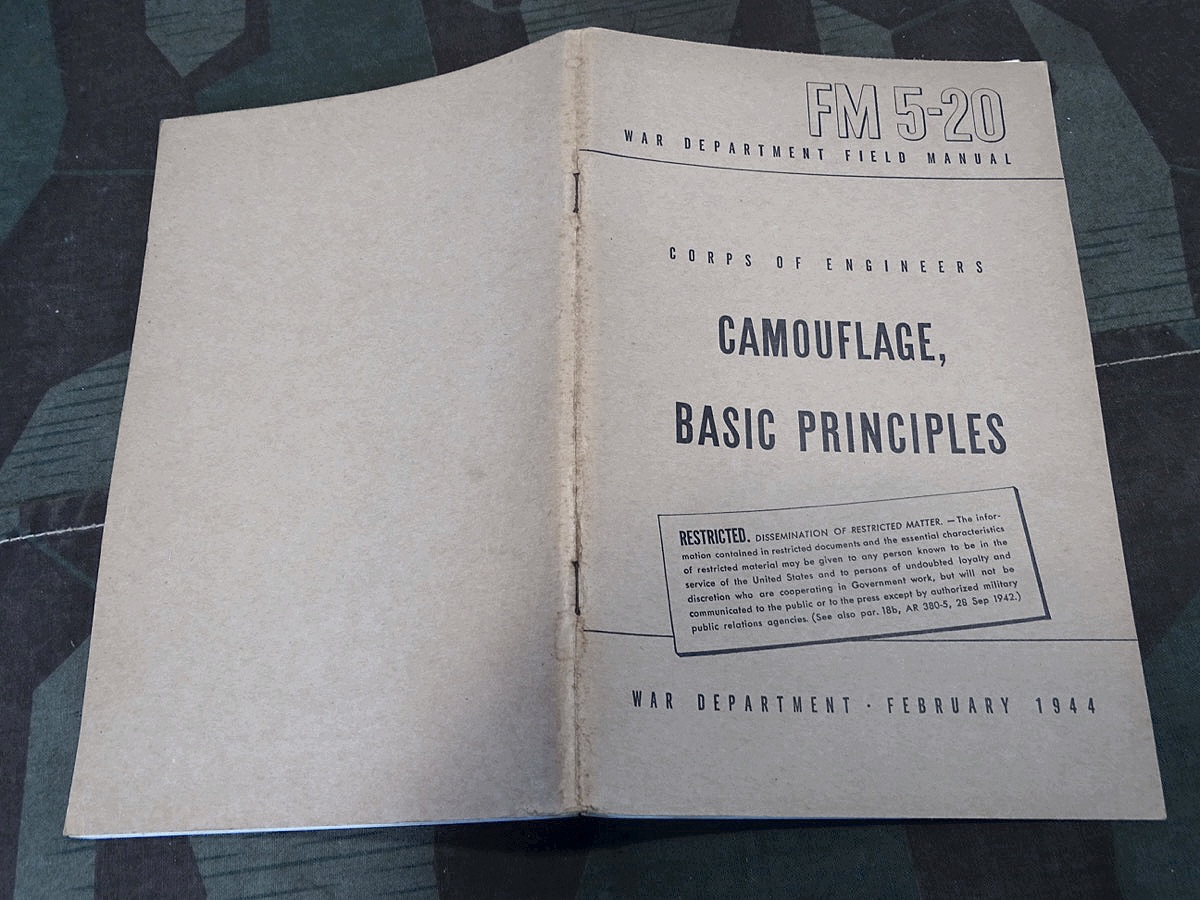 FM 5-20
WAR DEPARTMENT FIELD MANUAL
CORPS OF ENGINEERS
CAMOUFLAGE,
BASIC PRINCIPLES
RESTRICTED. DISSEMINATION OF RESTRICTED MATTER. — The infor-
mation contained in restricted documents and the essential characteristics
of restricted material may be given to any person known to be in the
service of the United States and to persons of undoubted loyalty and
discretion who are cooperating in Government work, but will not be
communicated to the public or to the press except by authorized military
public relations agencies. (See also par. 18b, AR 380-5, 28 Sep 1942.)
WAR DEPARTMENT · FEBRUARY 1944